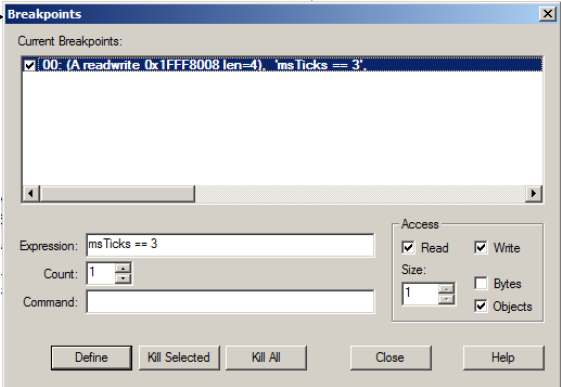 Breakpoints
Current Breakpoints:
00: (A readwrite 0x1FFF8008 len=4), 'msTicks == 3',
Expression: msTicks == 3
Count: 1
Command:
Access
Read Write
Size:
1
Bytes
Objects
Define Kill Selected Kill All Close Help